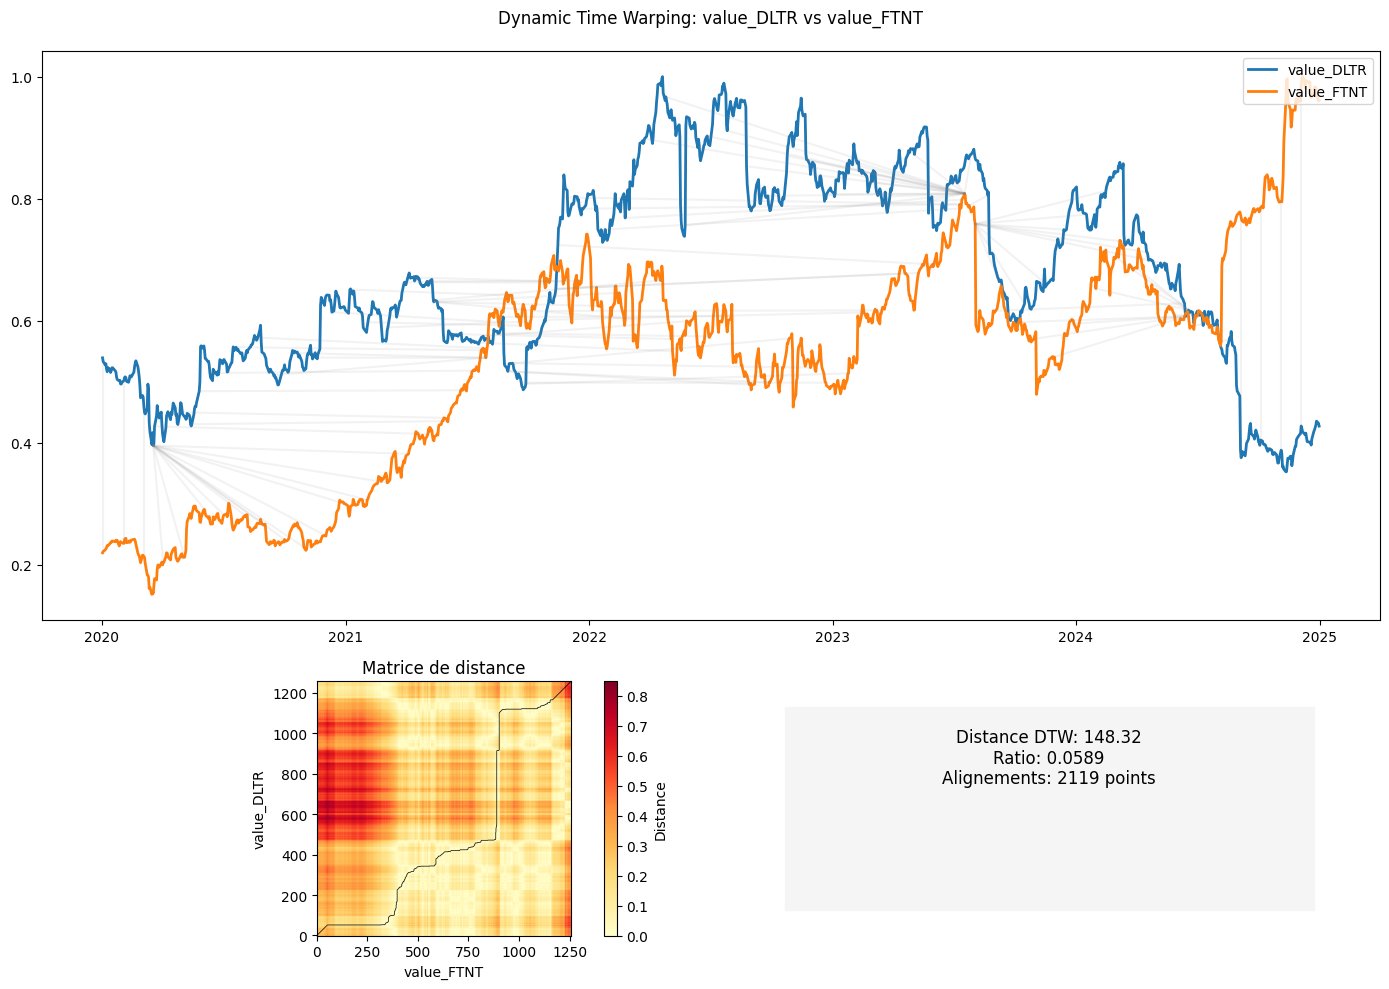 Dynamic Time Warping: value_DLTR vs value_FTNT
value_DLTR
value_FTNT
1.0
0.8
0.6
0.4
0.2
2020 2021 2022 2023 2024 2025
Matrice de distance
value_DLTR
1200
1000
800
600
400
200
0
0 250 500 750 1000 1250
value_FTNT
0.8
0.7
0.6
0.5
0.4
0.3
0.2
0.1
0.0
Distance
Distance DTW: 148.32
Ratio: 0.0589
Alignements: 2119 points